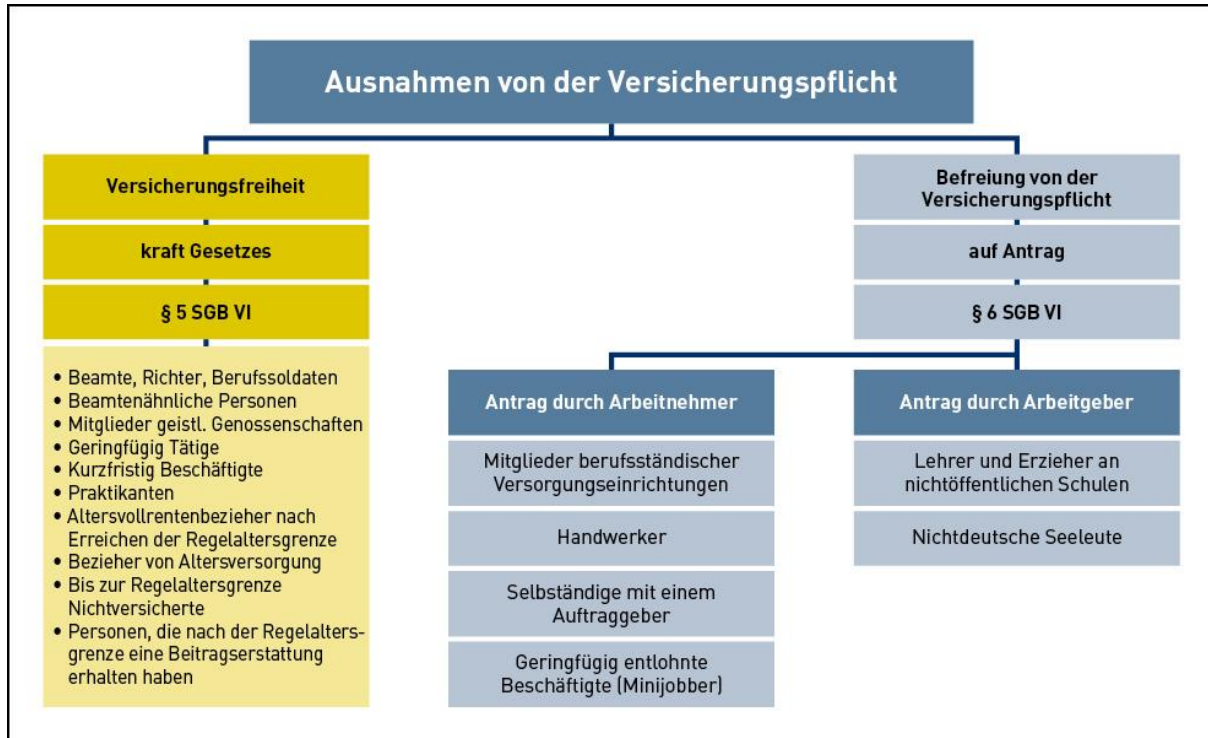 Ausnahmen von der Versicherungspflicht
Versicherungsfreiheit
kraft Gesetzes
§ 5 SGB VI
• Beamte, Richter, Berufssoldaten
• Beamtenähnliche Personen
• Mitglieder geistl. Genossenschaften
• Geringfügig Tätige
• Kurzfristig Beschäftigte
• Praktikanten
• Altersvollrentenbezieher nach
Erreichen der Regelaltersgrenze
• Bezieher von Altersversorgung
• Bis zur Regelaltersgrenze
Nichtversicherte
• Personen, die nach der Regelalters-
grenze eine Beitragserstattung
erhalten haben
Befreiung von der
Versicherungspflicht
auf Antrag
§ 6 SGB VI
Antrag durch Arbeitnehmer
Mitglieder berufsständischer
Versorgungseinrichtungen
Handwerker
Selbständige mit einem
Auftraggeber
Geringfügig entlohnte
Beschäftigte (Minijobber)
Antrag durch Arbeitgeber
Lehrer und Erzieher an
nichtöffentlichen Schulen
Nichtdeutsche Seeleute